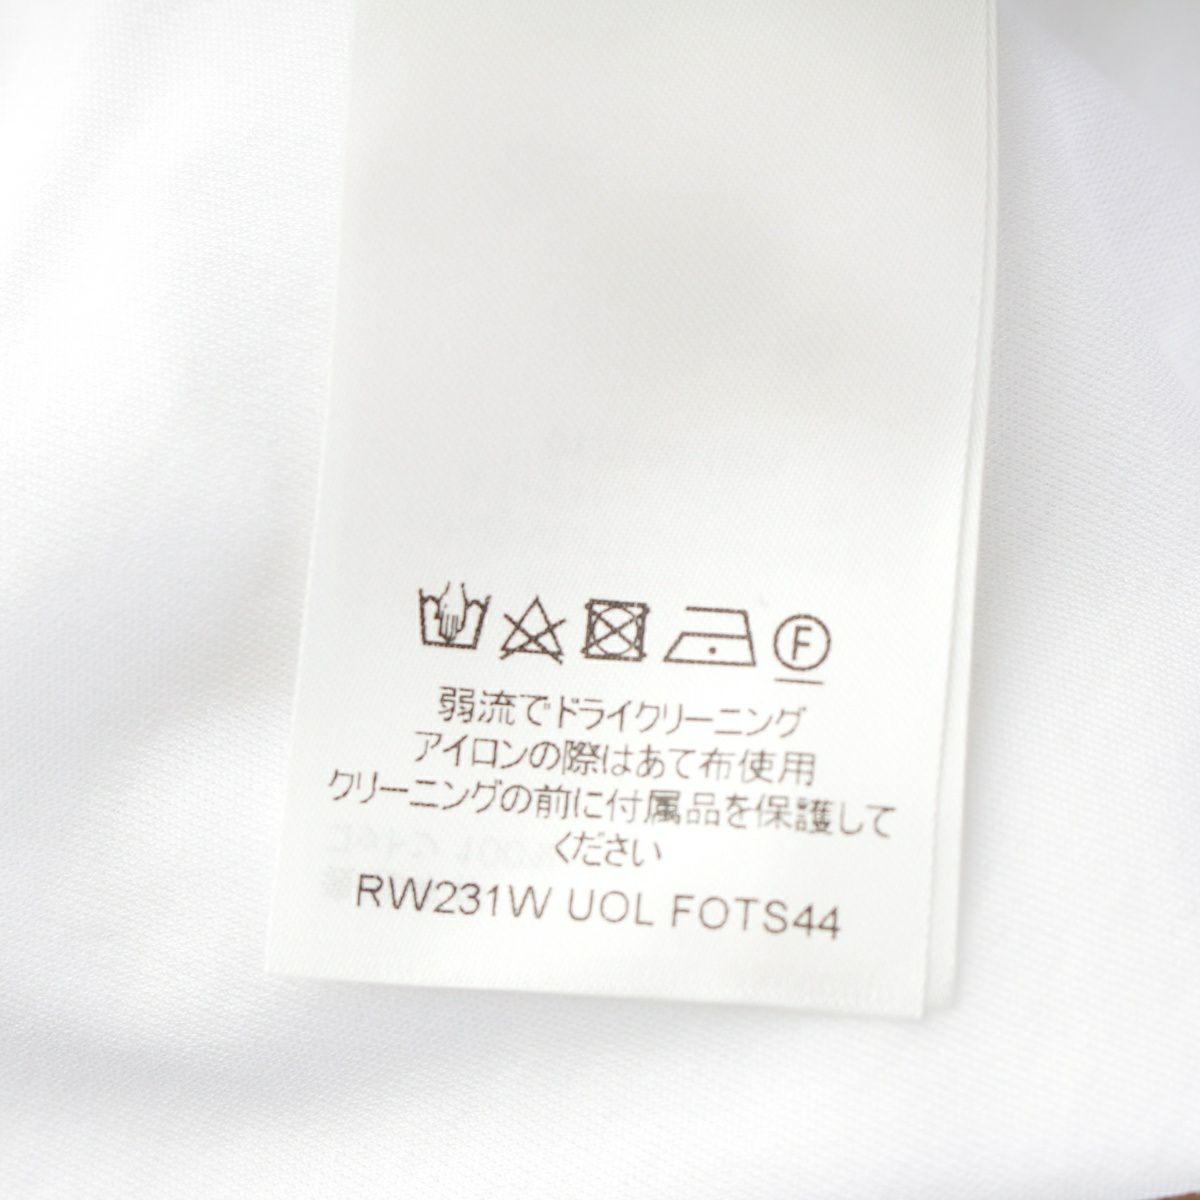 F
弱流でドライクリーニング
アイロンの際はあて布使用
クリーニングの前に付属品を保護して
ください
RW231W UOL FOTS44